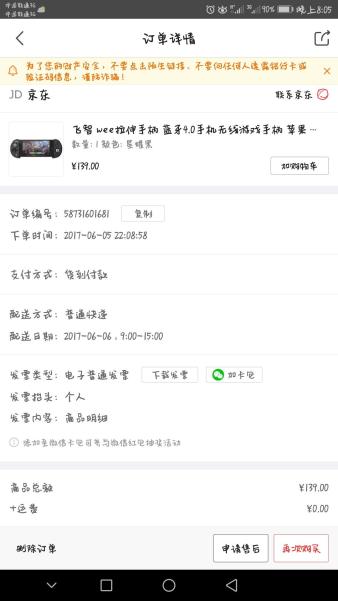 中国联通4G
中国联通4G
90% 晚上8:05
订单详情
为了您的财产安全，不要点击陌生链接、不要向任何人透露银行卡或
验证码信息，谨防诈骗！
JD 京东 联系京东
飞智 wee拉伸手柄 蓝牙4.0手机无线游戏手柄 苹果 …
数量：1 颜色：星耀黑
¥139.00 加购物车
订单编号：58731601681 复制
下单时间：2017-06-05 22:08:58
支付方式：货到付款
配送方式：普通快递
配送日期：2017-06-06，9:00-15:00
发票类型：电子普通发票 下载发票 加卡包
发票抬头：个人
发票内容：商品明细
添加至微信卡包可参与微信红包抽奖活动
商品总额 ¥139.00
+运费 ¥0.00
删除订单 申请售后 再次购买